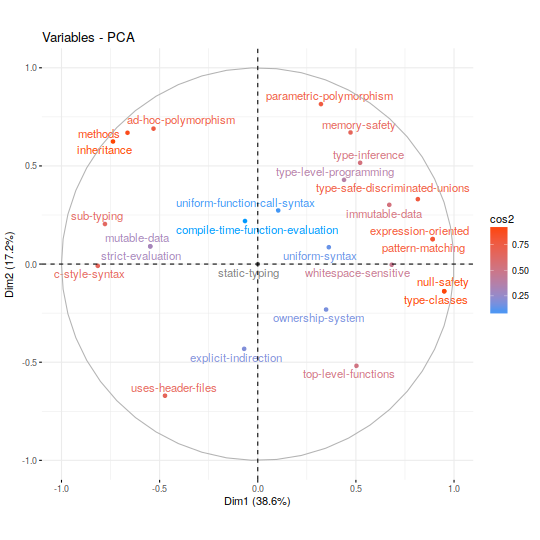 Variables - PCA
1.0
parametric-polymorphism
ad-hoc-polymorphism
memory-safety
methods
inheritance
type-inference
0.5
type-level-programming
type-safe-discriminated-unions
uniform-function-call-syntax
sub-typing
immutable-data
cos2
compile-time-function-evaluation
expression-oriented
mutable-data
pattern-matching
0.75
strict-evaluation
uniform-syntax
0.0
c-style-syntax
static-typing
whitespace-sensitive
0.50
null-safety
0.25
type-classes
ownership-system
explicit-indirection
-0.5
top-level-functions
uses-header-files
-1.0
-1.0
-0.5
0.0
0.5
1.0
Dim1 (38.6%)
Dim2 (17.2%)